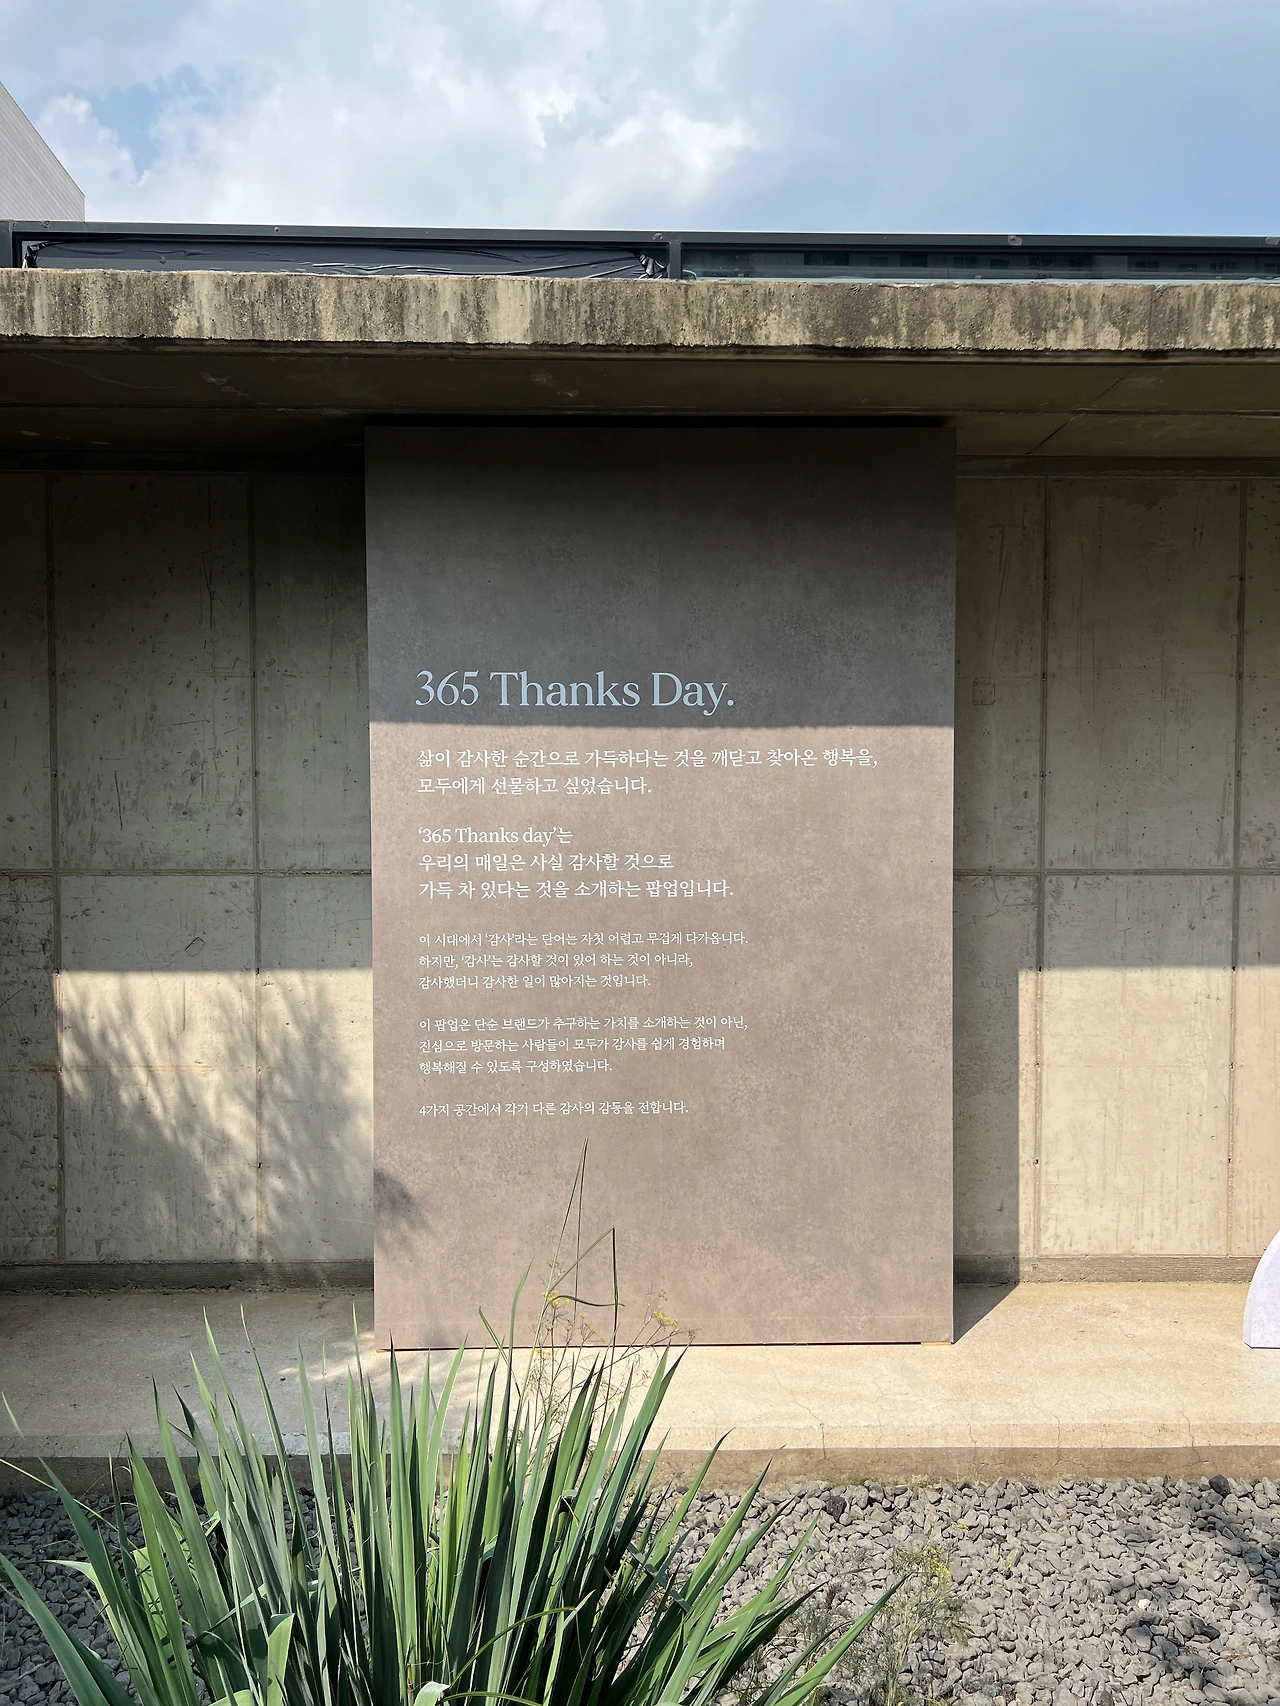 365 Thanks Day.
삶이 감사한 순간으로 가득하다는 것을 깨닫고 찾아온 행복을,
모두에게 선물하고 싶었습니다.
‘365 Thanks day’는
우리의 매일은 사실 감사할 것으로
가득 차 있다는 것을 소개하는 팝업입니다.
이 시대에서 ‘감사’라는 단어는 자칫 어렵고 무겁게 다가옵니다.
하지만, ‘감사’는 감사할 것이 있어 하는 것이 아니라,
감사했더니 감사한 일이 많아지는 것입니다.
이 팝업은 단순 브랜드가 추구하는 가치를 소개하는 것이 아닌,
진심으로 방문하는 사람들이 모두가 감사를 쉽게 경험하며
행복해질 수 있도록 구성하였습니다.
4가지 공간에서 각기 다른 감사의 감동을 전합니다.